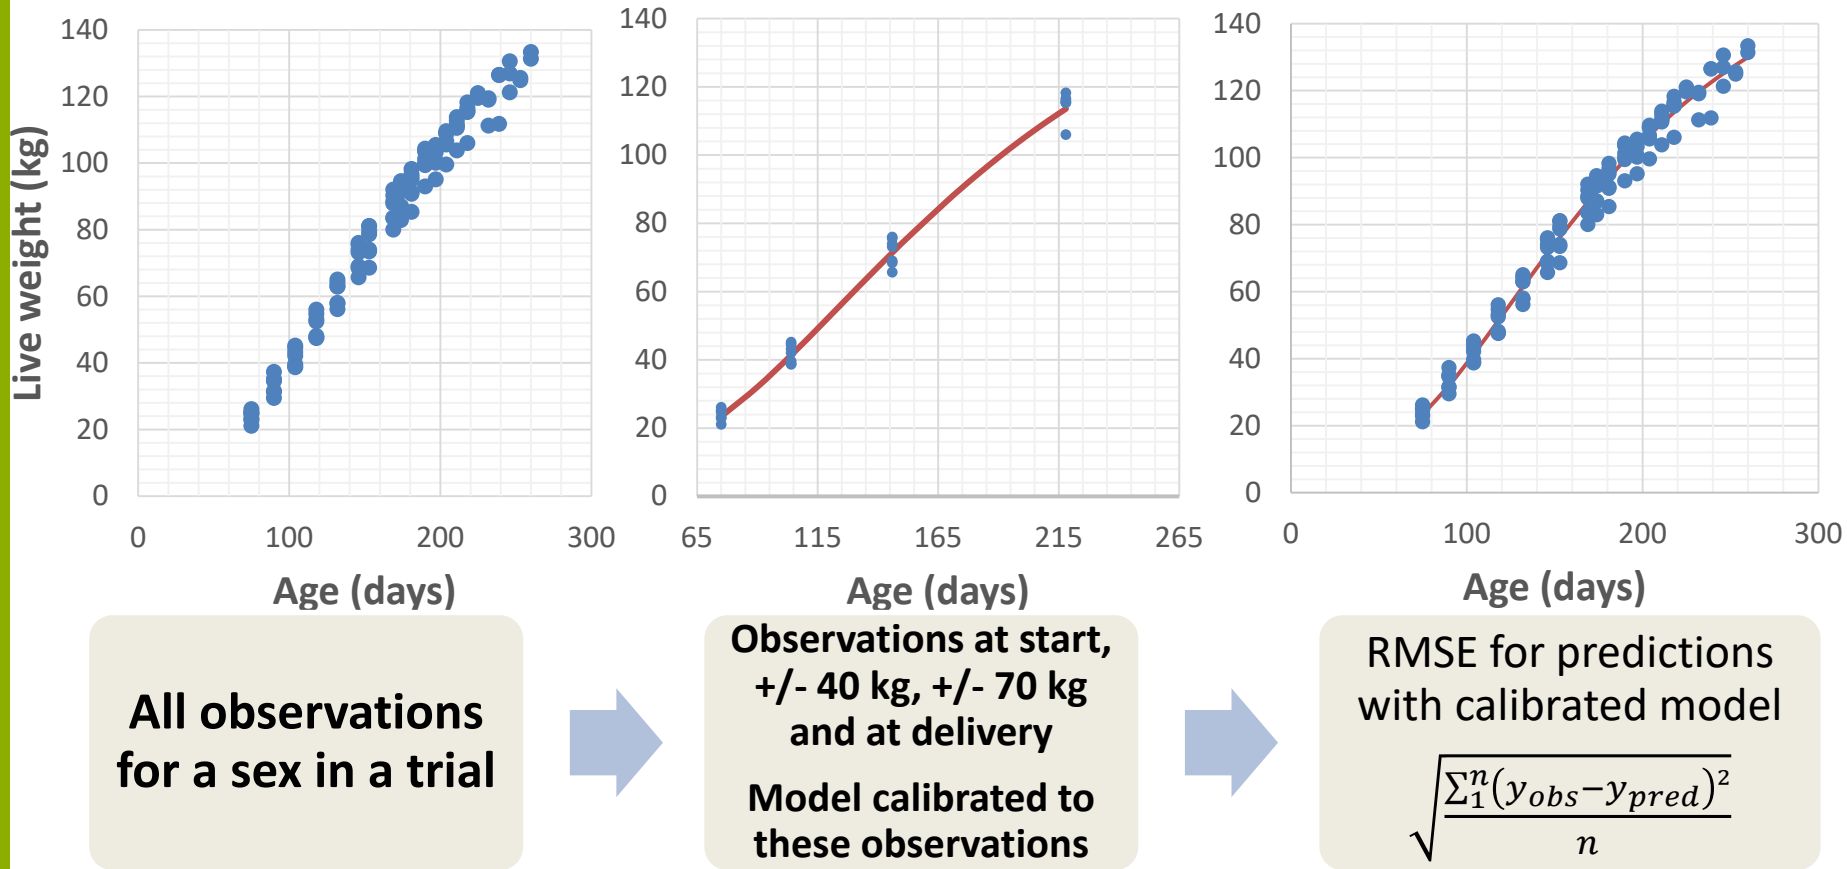 140
120
100
80
60
40
20
0
0 100 200 300
Live weight (kg)
Age (days)
140
120
100
80
60
40
20
0
65 115 165 215 265
Age (days)
140
120
100
80
60
40
20
0
0 100 200 300
Age (days)
All observations
for a sex in a trial
Observations at start,
+/- 40 kg, +/- 70 kg
and at delivery
Model calibrated to
these observations
RMSE for predictions
with calibrated model
√(∑₁ⁿ(y_obs−y_pred)²/n)